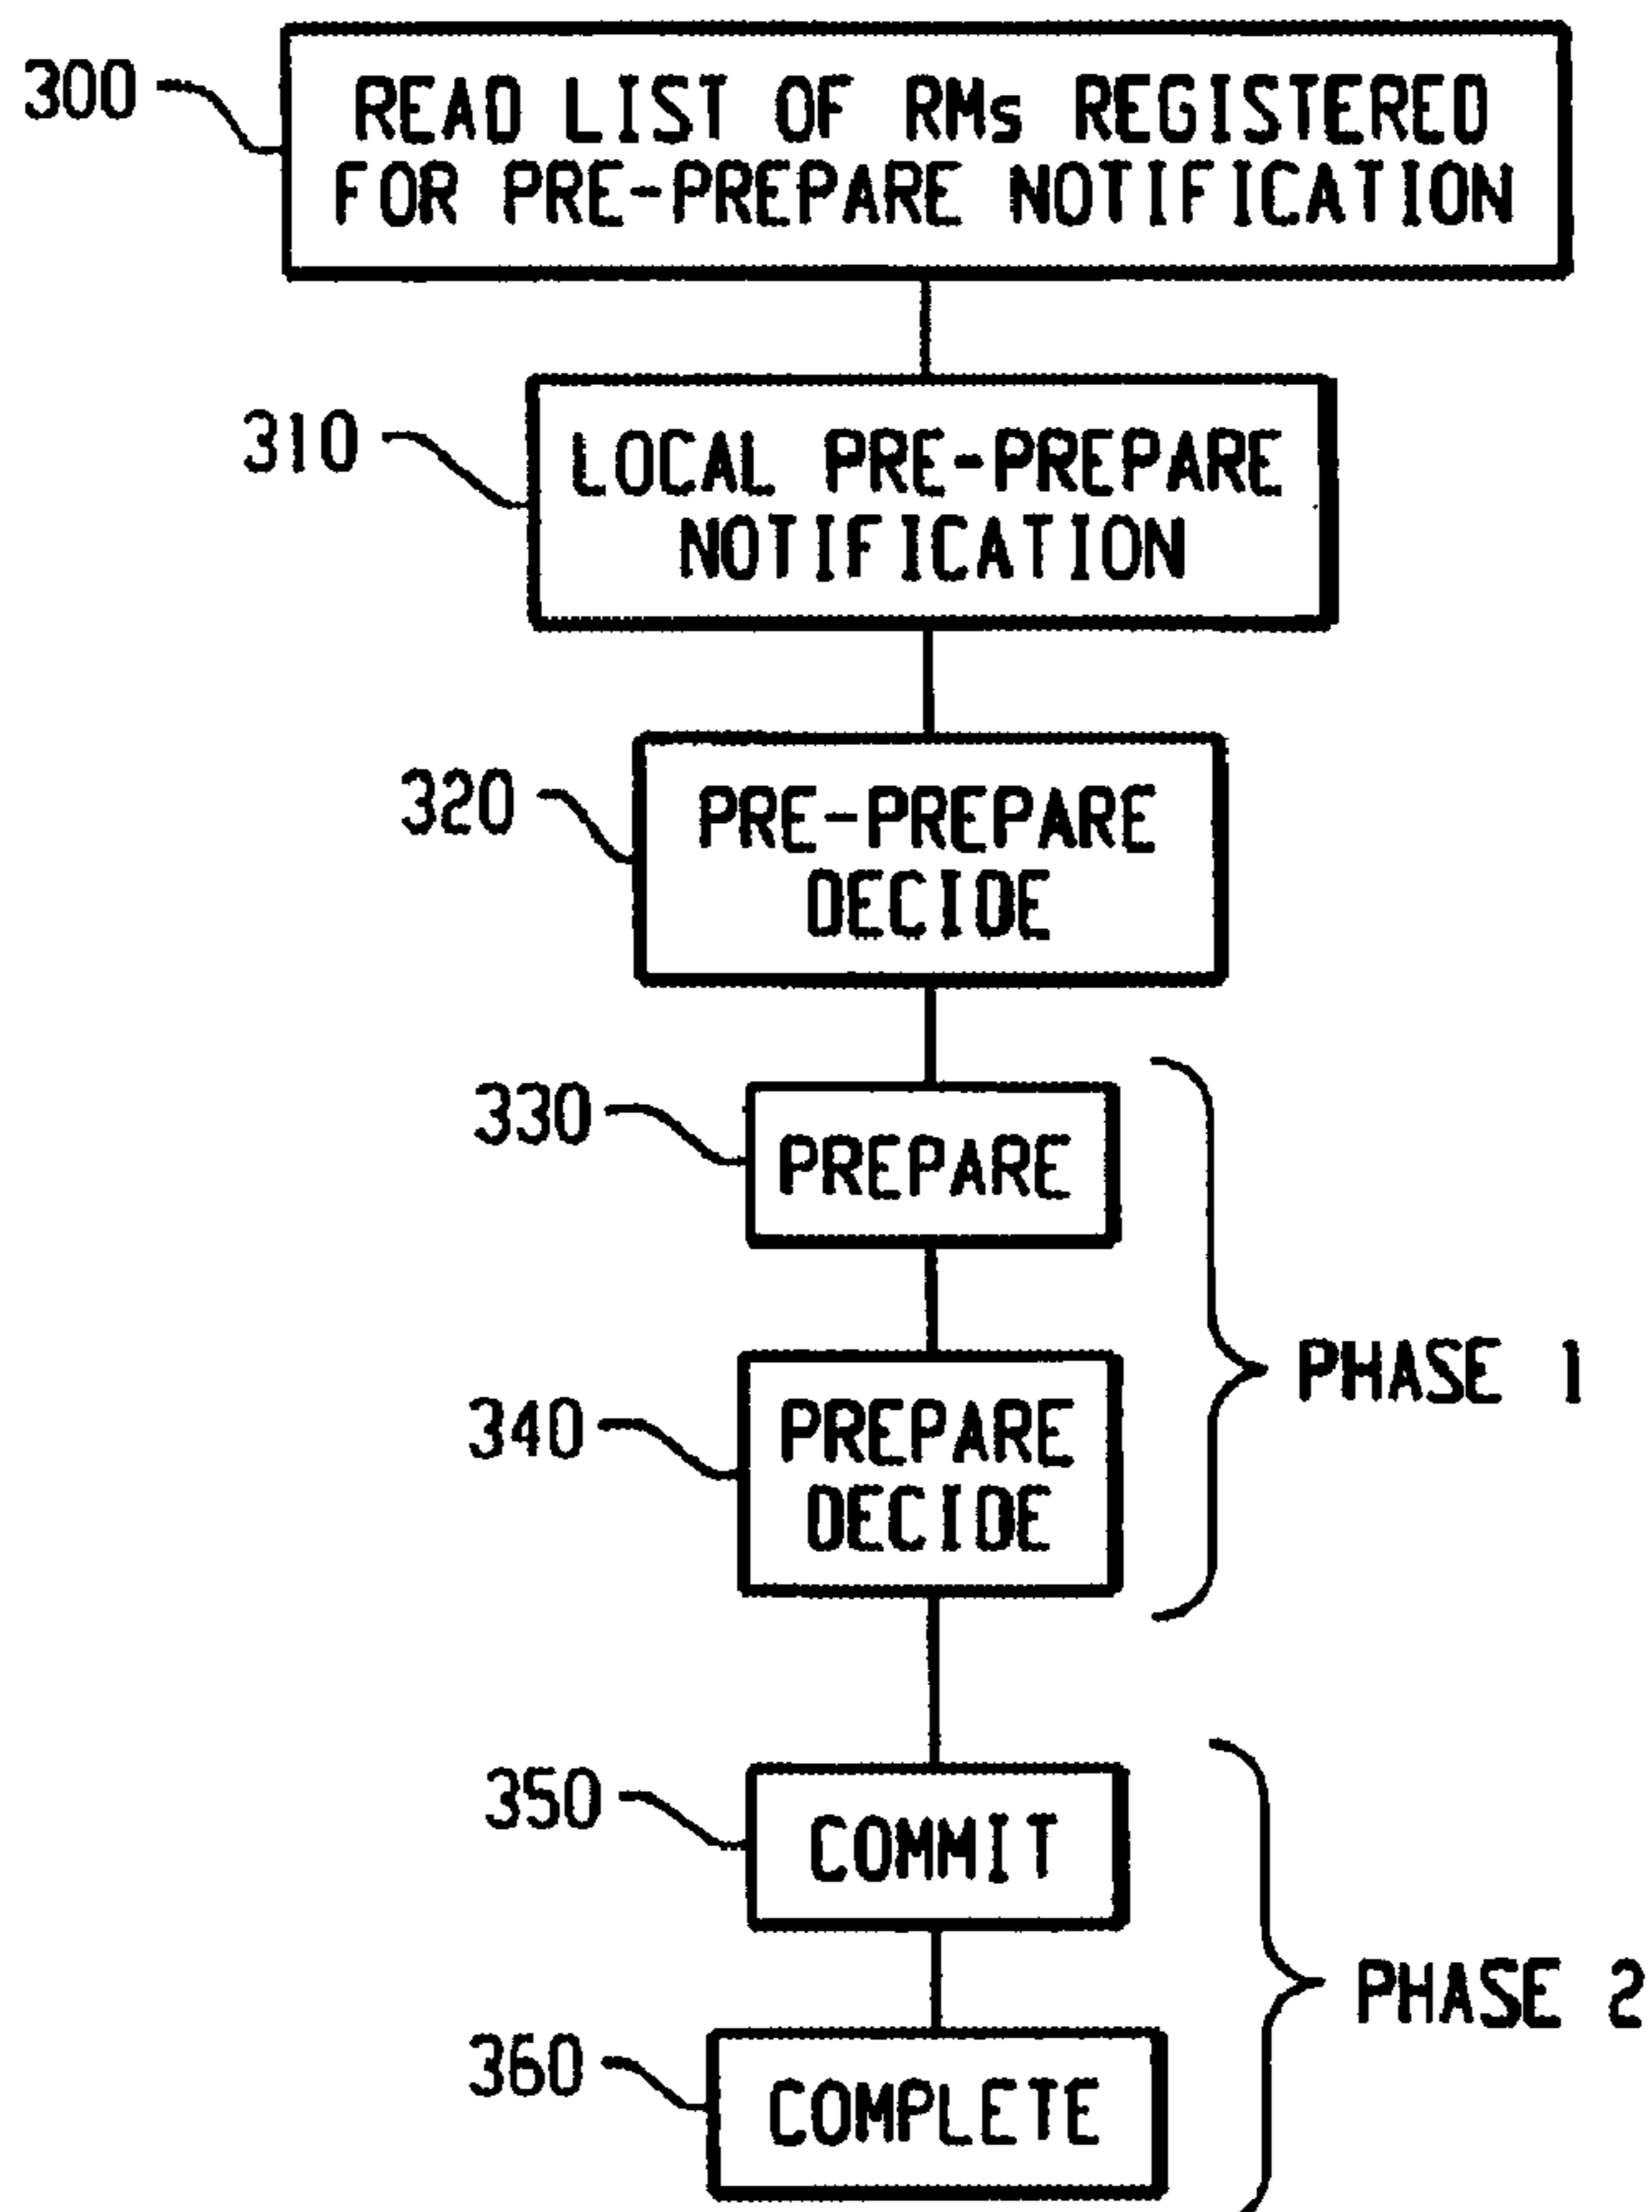 300
READ LIST OF RMs REGISTERED
FOR PRE-PREPARE NOTIFICATION
310
LOCAL PRE-PREPARE
NOTIFICATION
320
PRE-PREPARE
DECIDE
330
PREPARE
340
PREPARE
DECIDE
PHASE 1
350
COMMIT
360
COMPLETE
PHASE 2